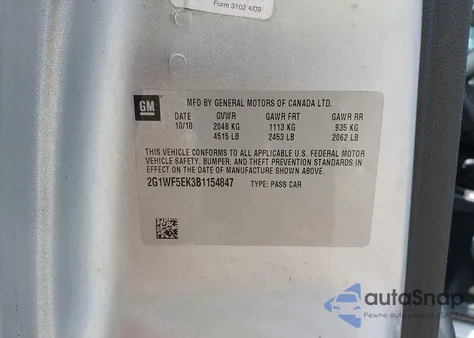 Form 3102 4/09
GM
MFD BY GENERAL MOTORS OF CANADA LTD.
DATE GVWR GAWR FRT GAWR RR
10/10 2048 KG 1113 KG 935 KG
4515 LB 2453 LB 2062 LB
THIS VEHICLE CONFORMS TO ALL APPLICABLE U.S. FEDERAL MOTOR
VEHICLE SAFETY, BUMPER, AND THEFT PREVENTION STANDARDS IN
EFFECT ON THE DATE OF MANUFACTURE SHOWN ABOVE.
2G1WF5EK3B1154847 TYPE: PASS CAR
autoSnap
Pewne auto